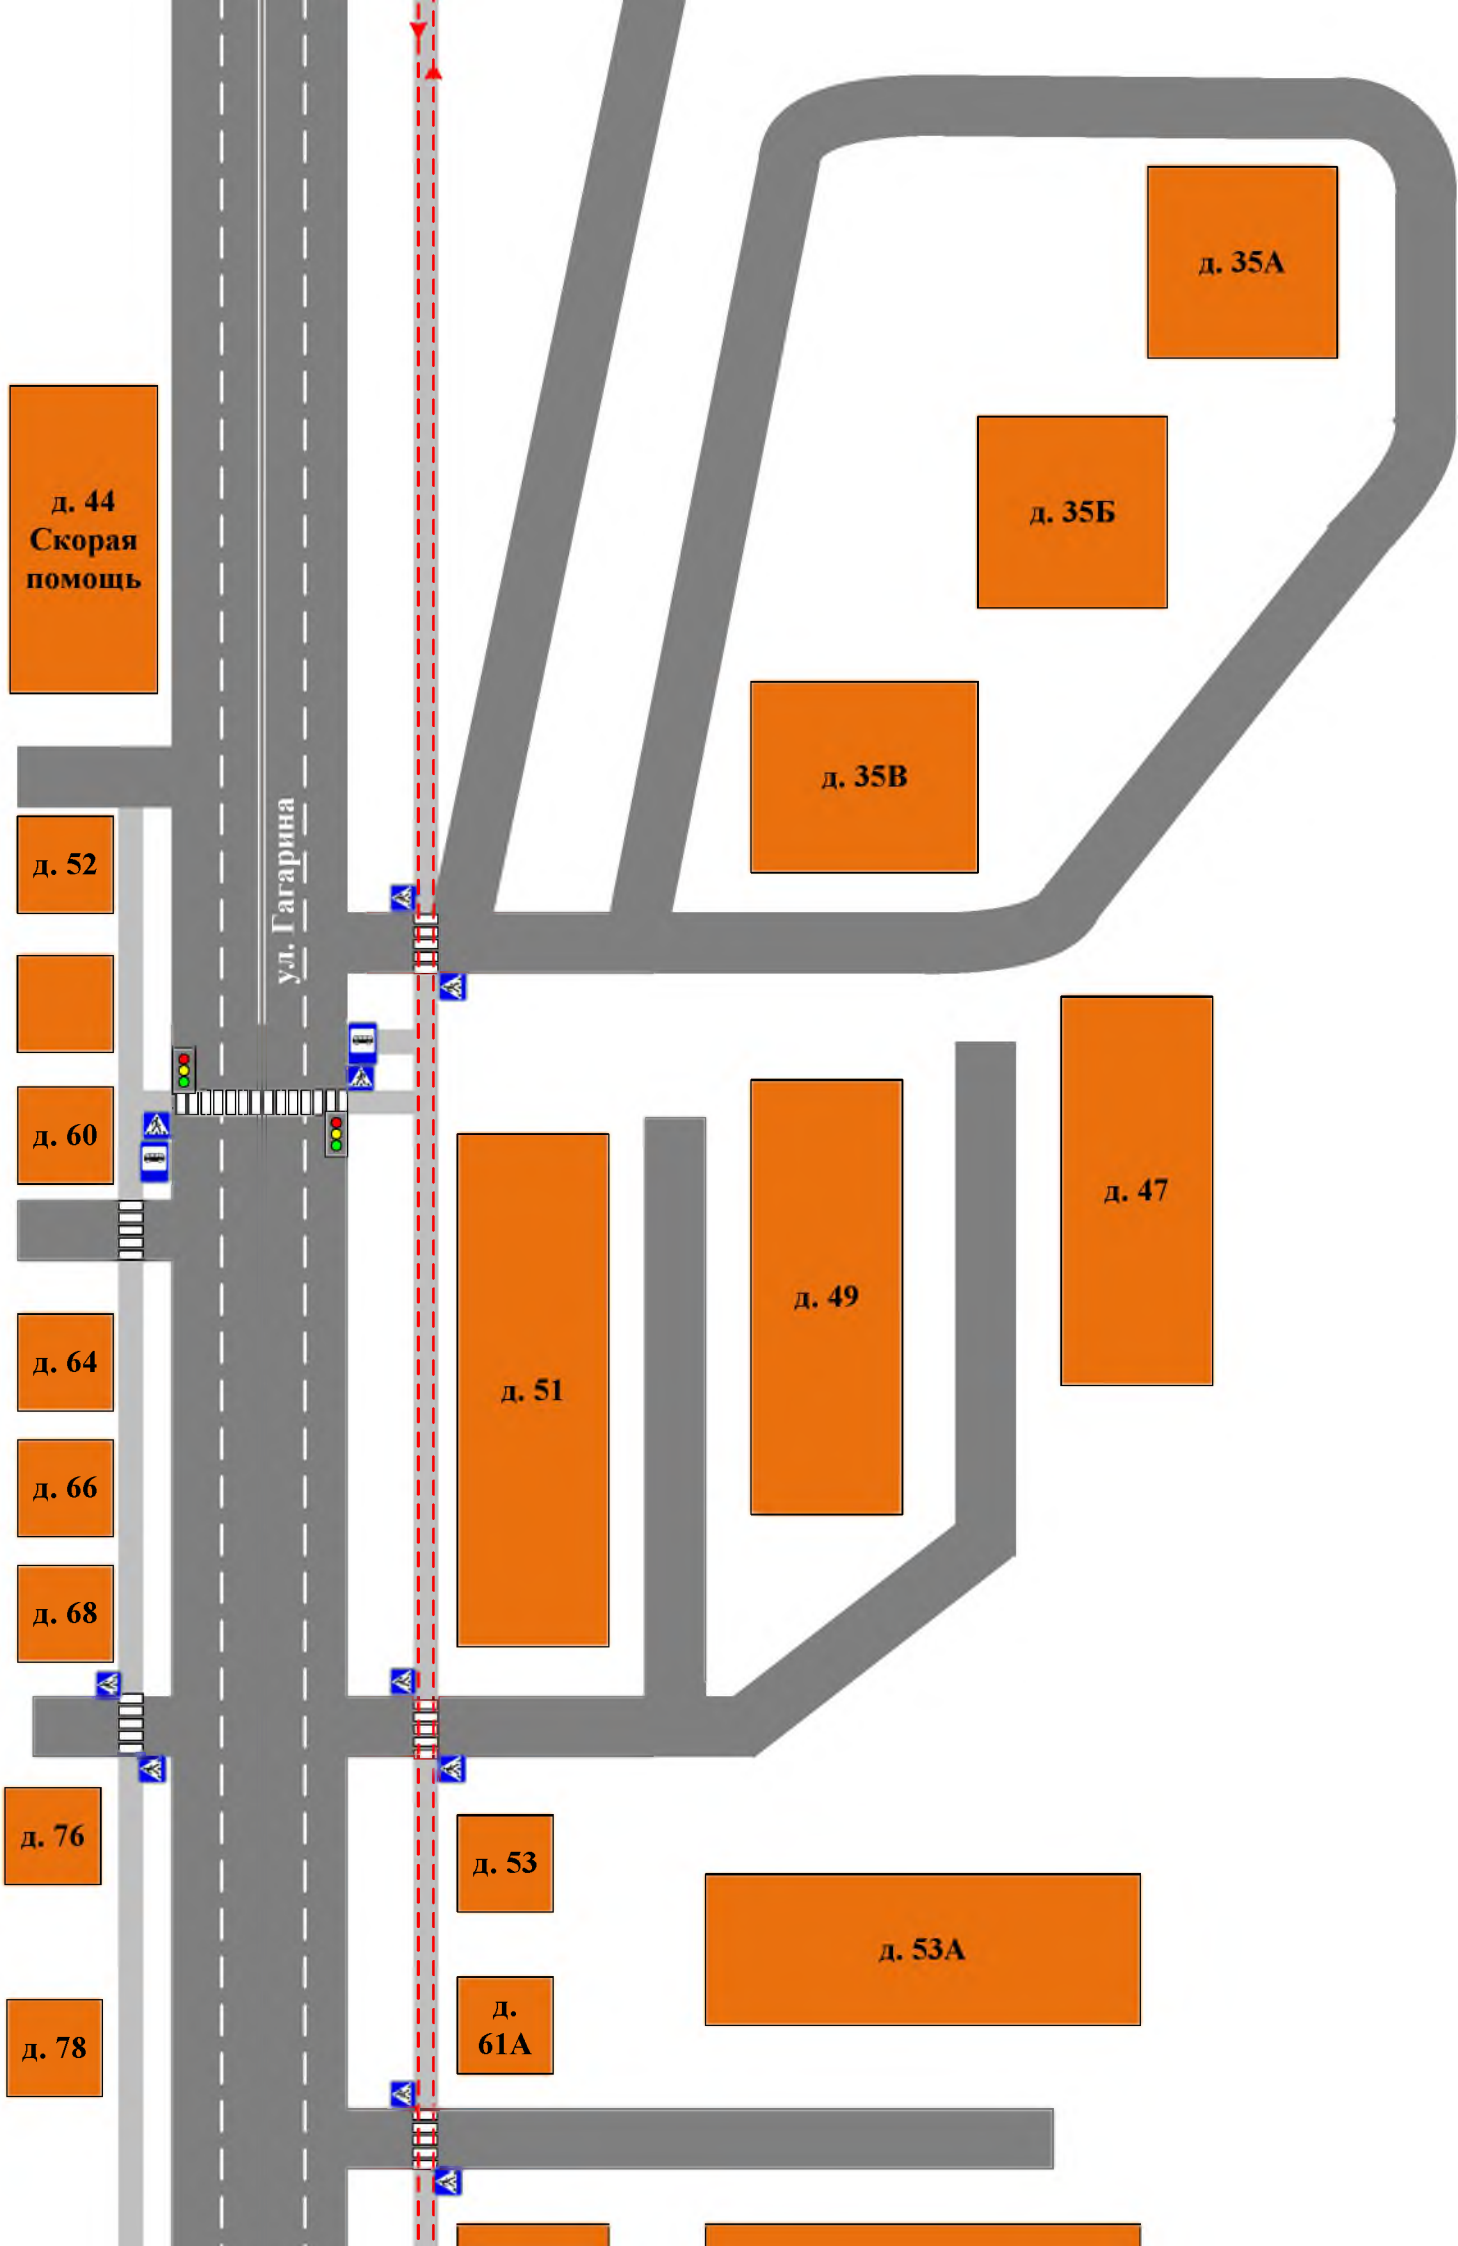 д. 35А
д. 44
Скорая
помощь
д. 35Б
д. 35В
ул. Гагарина
д. 52
д. 60
д. 47
д. 49
д. 51
д. 64
д. 66
д. 68
д. 76
д. 53
д. 53А
д.
61А
д. 78